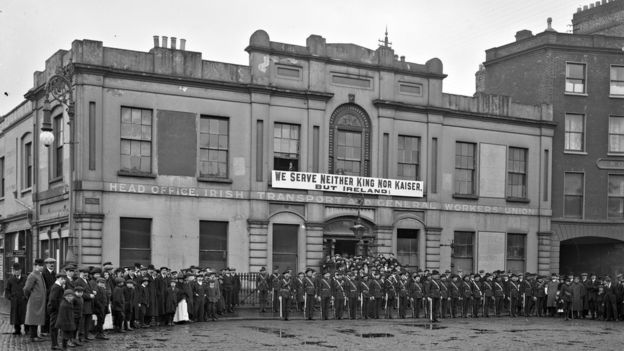 WE SERVE NEITHER KING NOR KAISER,
BUT IRELAND!
HEAD OFFICE, IRISH TRANSPORT & GENERAL WORKERS' UNION